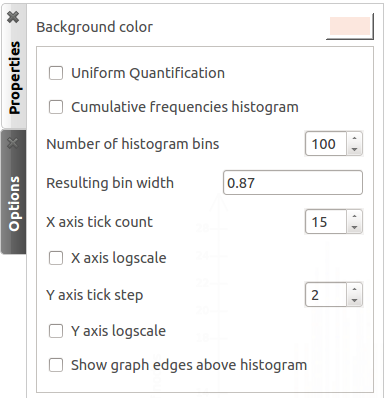 Properties
Options
Background color
Uniform Quantification
Cumulative frequencies histogram
Number of histogram bins 100
Resulting bin width 0.87
X axis tick count 15
X axis logscale
Y axis tick step 2
Y axis logscale
Show graph edges above histogram